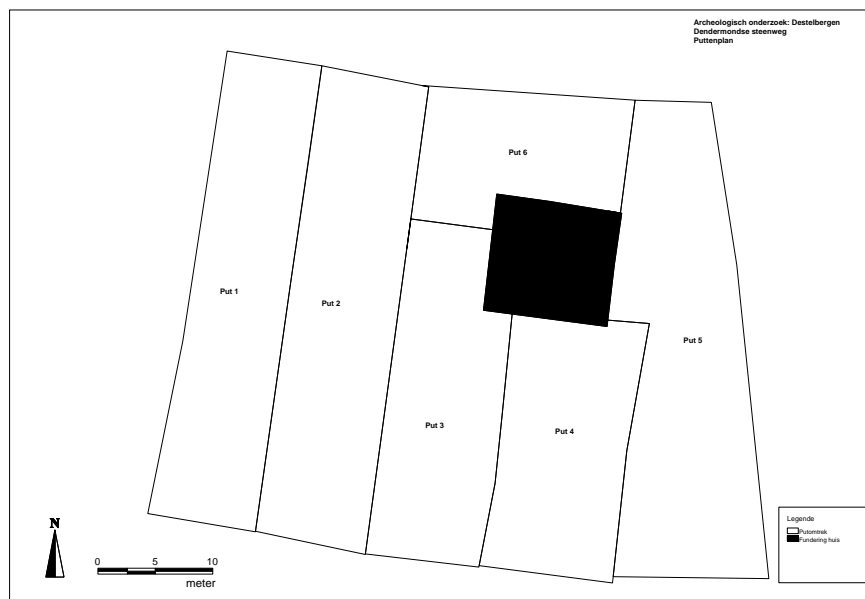 Archeologisch onderzoek: Destelbergen
Dendermondse steenweg
Puttenplan
Put 6
Put 1
Put 2
Put 5
Put 3
Put 4
N
0 5 10
meter
Legende
Putomtrek
Fundering huis